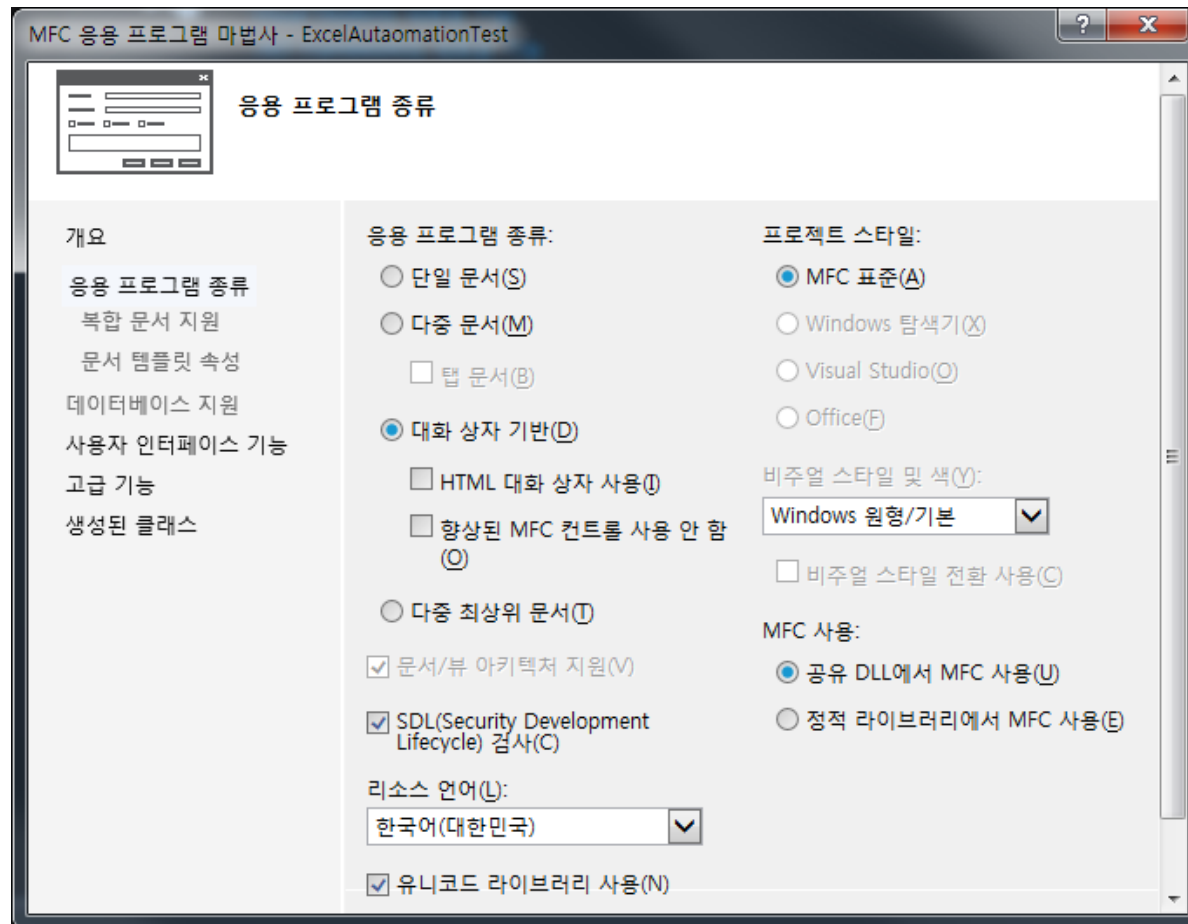 MFC 응용 프로그램 마법사 - ExcelAutaomationTest
응용 프로그램 종류
개요
응용 프로그램 종류
복합 문서 지원
문서 템플릿 속성
데이터베이스 지원
사용자 인터페이스 기능
고급 기능
생성된 클래스
응용 프로그램 종류:
단일 문서(S)
다중 문서(M)
탭 문서(B)
대화 상자 기반(D)
HTML 대화 상자 사용(I)
향상된 MFC 컨트롤 사용 안 함
(O)
다중 최상위 문서(T)
문서/뷰 아키텍처 지원(V)
SDL(Security Development
Lifecycle) 검사(C)
리소스 언어(L):
한국어(대한민국)
유니코드 라이브러리 사용(N)
프로젝트 스타일:
MFC 표준(A)
Windows 탐색기(X)
Visual Studio(O)
Office(F)
비주얼 스타일 및 색(Y):
Windows 원형/기본
비주얼 스타일 전환 사용(C)
MFC 사용:
공유 DLL에서 MFC 사용(U)
정적 라이브러리에서 MFC 사용(E)